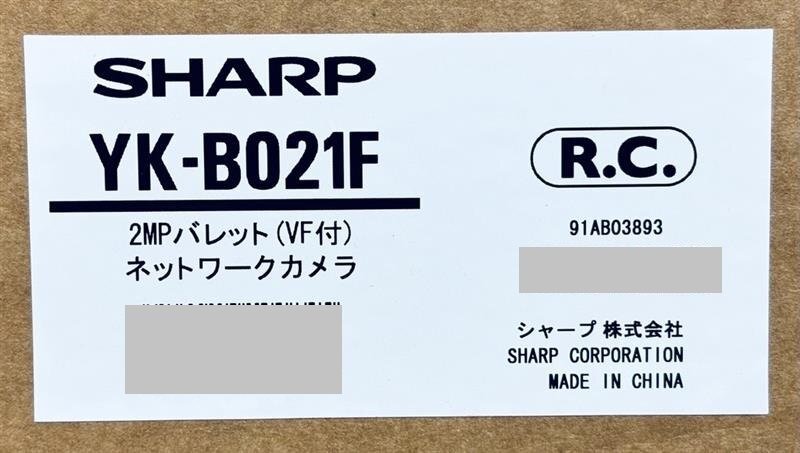 SHARP
YK-B021F
2MPバレット(VF付)
ネットワークカメラ
R.C.
91AB03893
シャープ 株式会社
SHARP CORPORATION
MADE IN CHINA